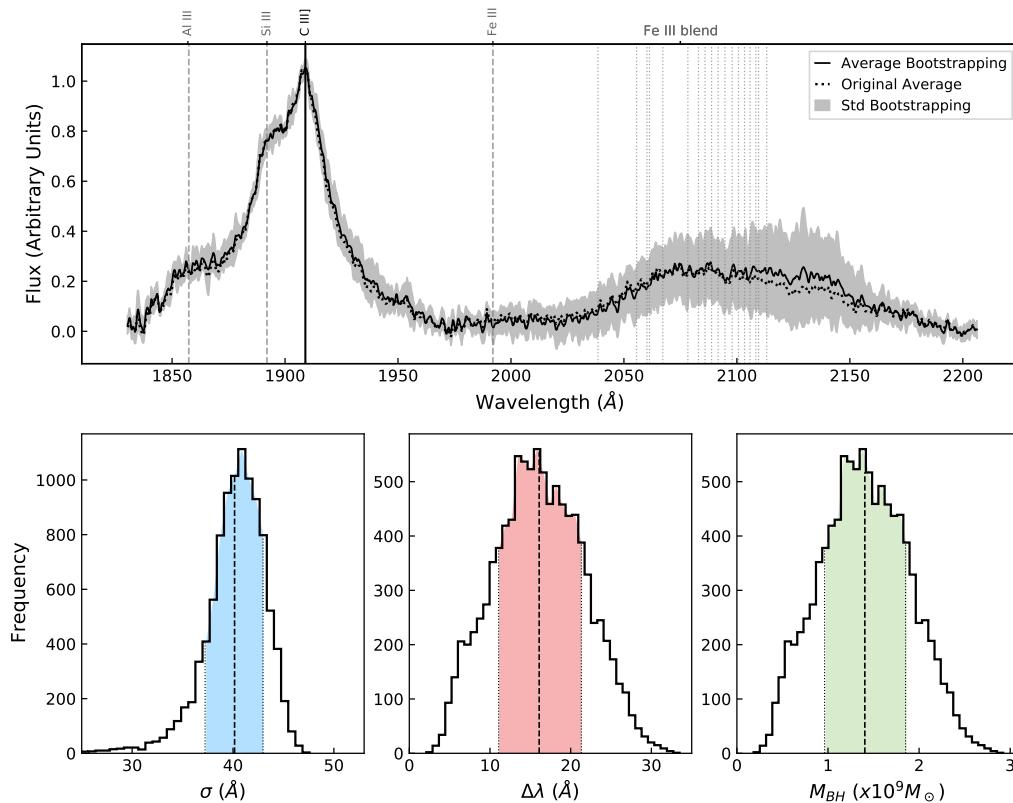 Al III
Si III
C III]
Fe III
Fe III blend
Flux (Arbitrary Units)
1.0
0.8
0.6
0.4
0.2
0.0
Average Bootstrapping
Original Average
Std Bootstrapping
1850 1900 1950 2000 2050 2100 2150 2200
Wavelength (Å)
Frequency
1000
800
600
400
200
0
30 40 50
σ (Å)
500
400
300
200
100
0
0 10 20 30
Δλ (Å)
500
400
300
200
100
0
0 1 2 3
M_BH (x10⁹M_⊙)